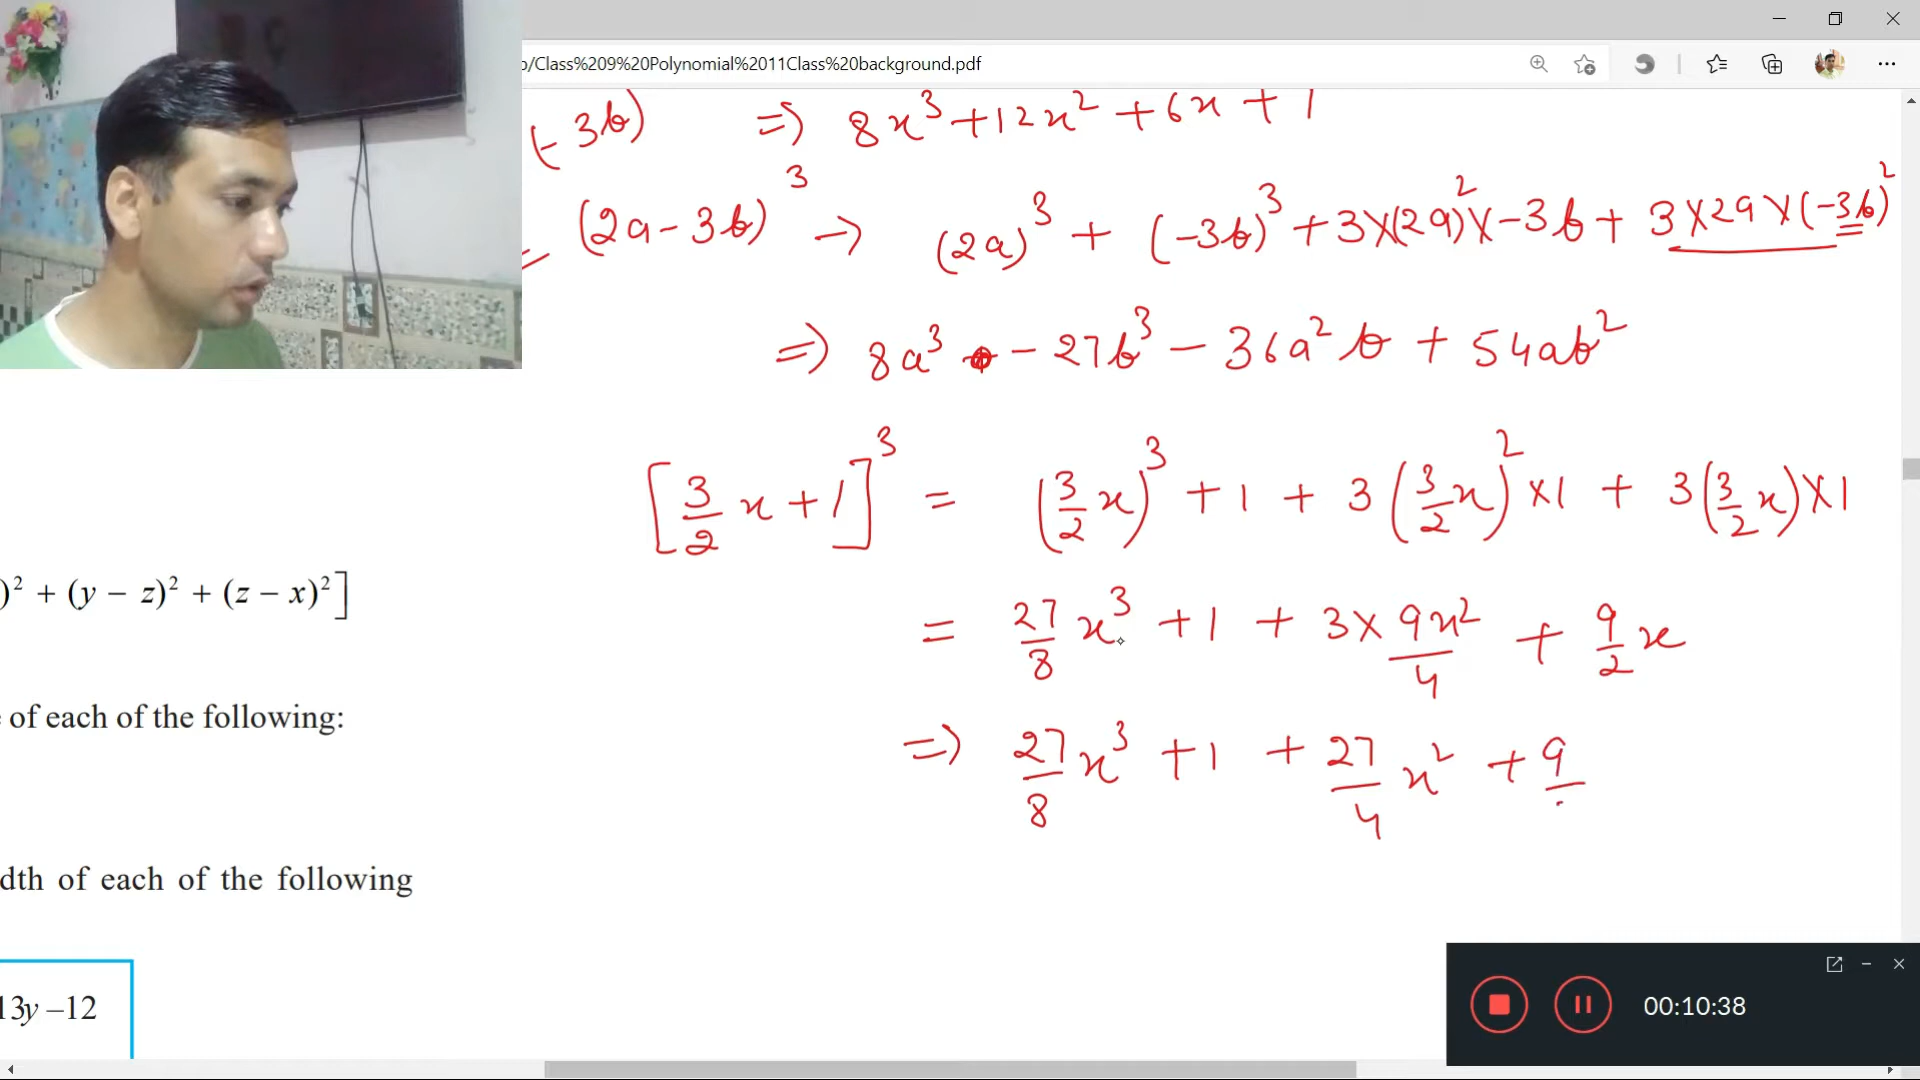 /Class%209%20Polynomial%2011Class%20background.pdf
(-3b) => 8x³ + 12x² + 6x + 1
= (2a - 3b)³ → (2a)³ + (-3b)³ + 3×(2a)²× -3b + 3×2a×(-3b)²
=> 8a³ - 27b³ - 36a²b + 54ab²
[3/2 x + 1]³ = (3/2 x)³ + 1 + 3(3/2 x)² ×1 + 3(3/2 x)×1
= 27/8 x³ + 1 + 3× 9x²/4 + 9/2 x
=> 27/8 x³ + 1 + 27/4 x² + 9/
)² + (y − z)² + (z − x)²]
of each of the following:
dth of each of the following
13y –12
00:10:38